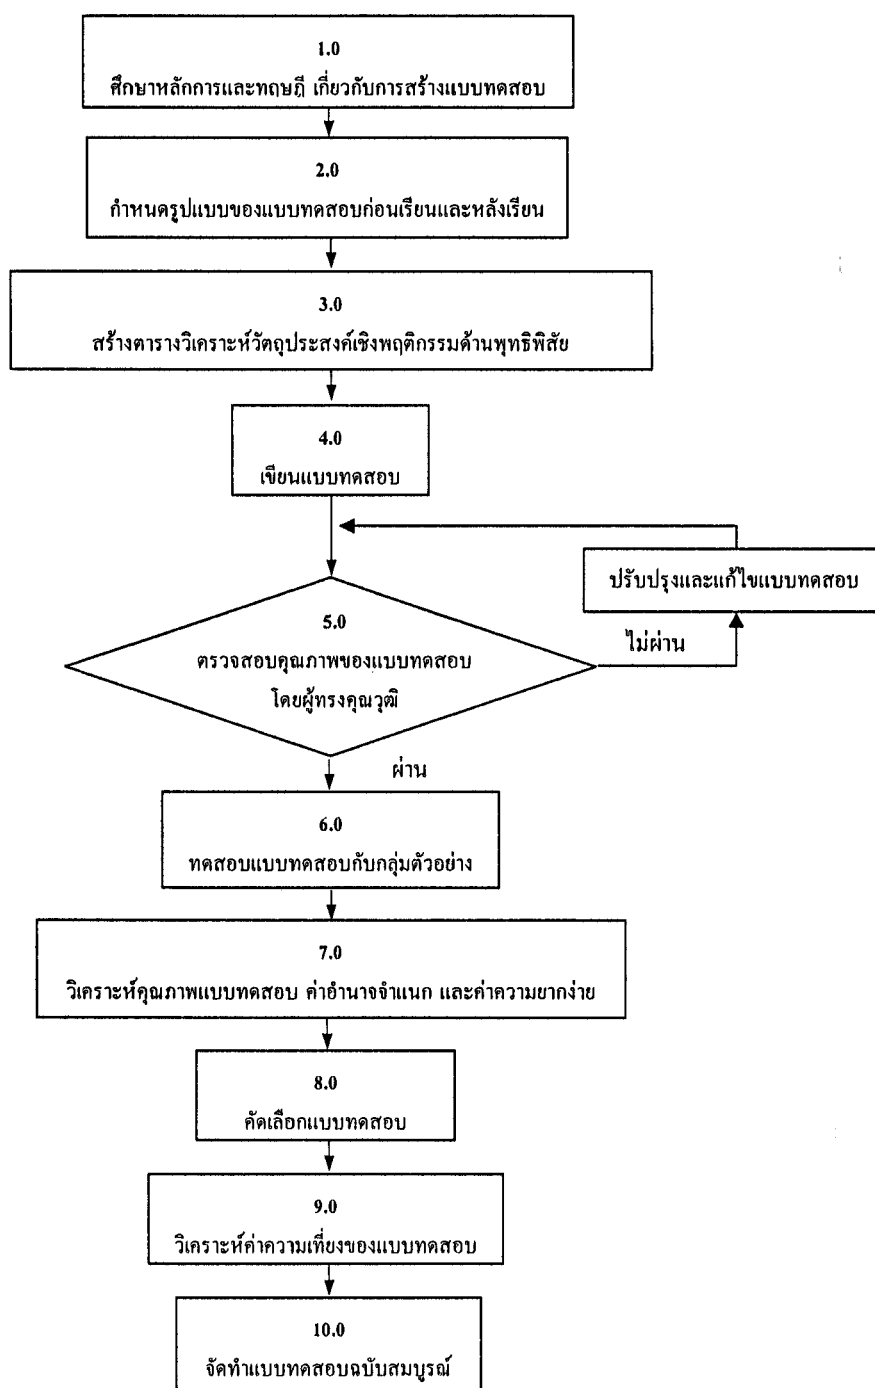 1.0
ศึกษาหลักการและทฤษฎี เกี่ยวกับการสร้างแบบทดสอบ
2.0
กำหนดรูปแบบของแบบทดสอบก่อนเรียนและหลังเรียน
3.0
สร้างตารางวิเคราะห์วัตถุประสงค์เชิงพฤติกรรมด้านพุทธิพิสัย
4.0
เขียนแบบทดสอบ
ปรับปรุงและแก้ไขแบบทดสอบ
5.0
ตรวจสอบคุณภาพของแบบทดสอบ
โดยผู้ทรงคุณวุฒิ
ไม่ผ่าน
ผ่าน
6.0
ทดสอบแบบทดสอบกับกลุ่มตัวอย่าง
7.0
วิเคราะห์คุณภาพแบบทดสอบ ค่าอำนาจจำแนก และค่าความยากง่าย
8.0
คัดเลือกแบบทดสอบ
9.0
วิเคราะห์ค่าความเที่ยงของแบบทดสอบ
10.0
จัดทำแบบทดสอบฉบับสมบูรณ์